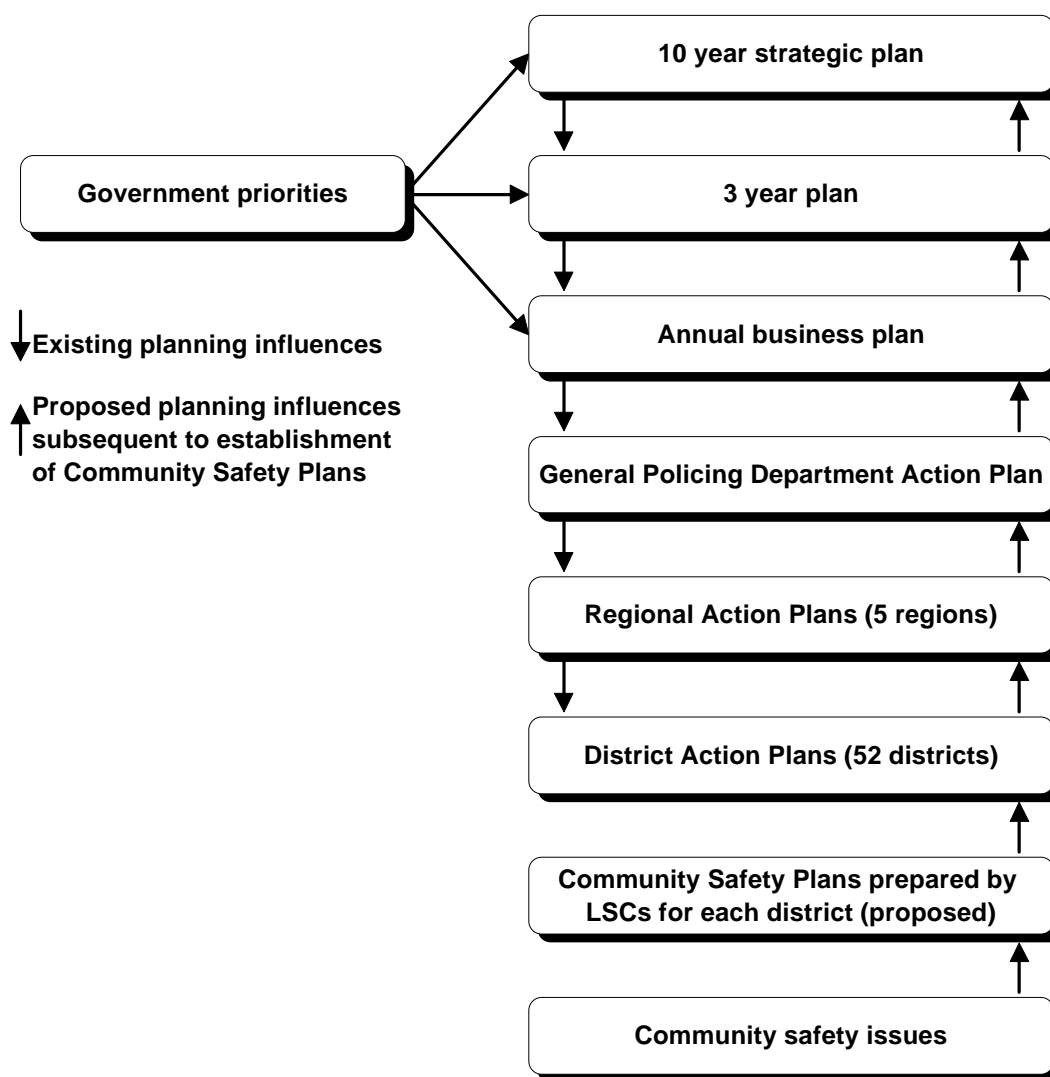 10 year strategic plan
Government priorities
3 year plan
Existing planning influences
Annual business plan
Proposed planning influences
subsequent to establishment
of Community Safety Plans
General Policing Department Action Plan
Regional Action Plans (5 regions)
District Action Plans (52 districts)
Community Safety Plans prepared by
LSCs for each district (proposed)
Community safety issues